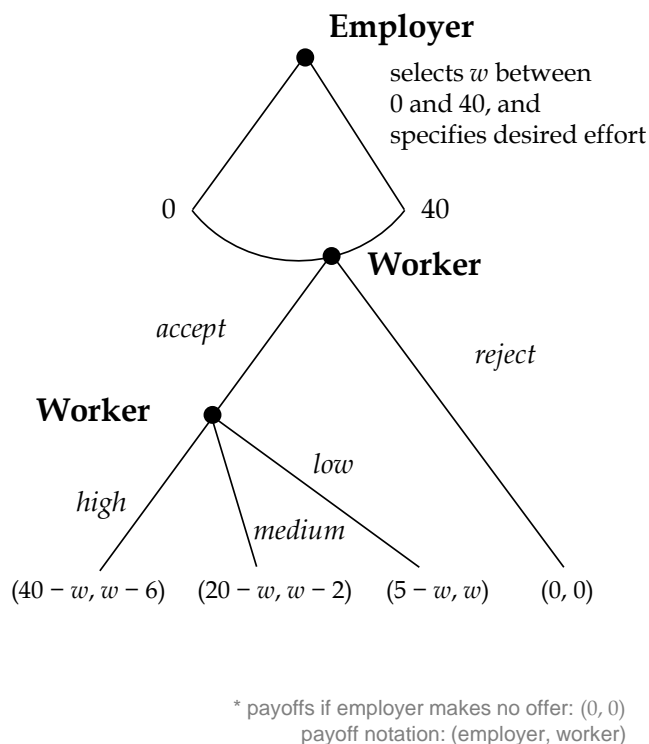 Employer
selects w between
0 and 40, and
specifies desired effort
0
40
Worker
accept
reject
Worker
high
medium
low
(40 − w, w − 6) (20 − w, w − 2) (5 − w, w) (0, 0)
* payoffs if employer makes no offer: (0, 0)
payoff notation: (employer, worker)